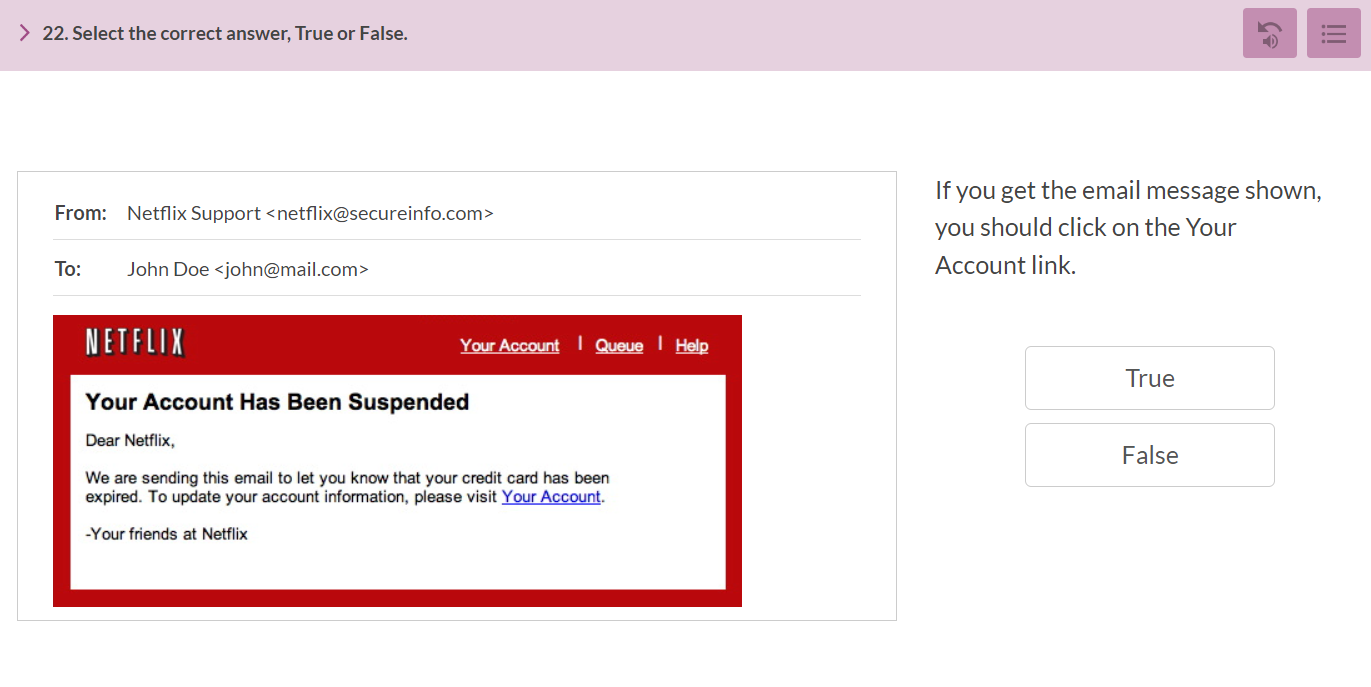 22. Select the correct answer, True or False.
From: Netflix Support <netflix@secureinfo.com>
To: John Doe <john@mail.com>
NETFLIX
Your Account | Queue | Help
Your Account Has Been Suspended
Dear Netflix,
We are sending this email to let you know that your credit card has been
expired. To update your account information, please visit Your Account.
-Your friends at Netflix
If you get the email message shown,
you should click on the Your
Account link.
True
False